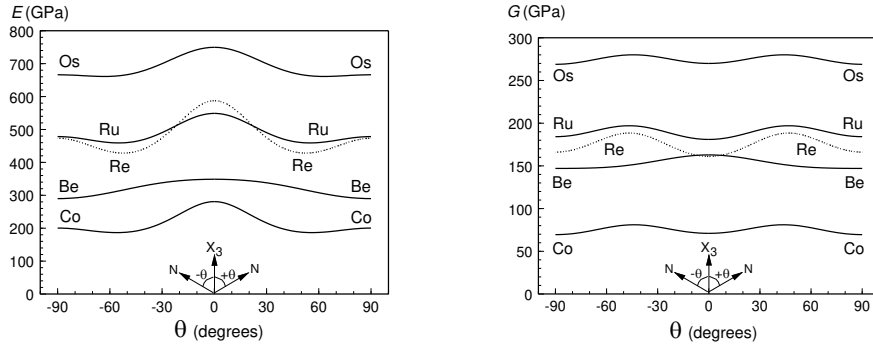 E (GPa)
800
700
600
500
400
300
200
100
0
Os
Os
Ru
Ru
Re
Re
Be
Be
Co
Co
X3
N
-θ
+θ
N
-90
-60
-30
0
30
60
90
θ (degrees)
G (GPa)
300
250
200
150
100
50
0
Os
Os
Ru
Ru
Re
Re
Be
Be
Co
Co
X3
N
-θ
+θ
N
-90
-60
-30
0
30
60
90
θ (degrees)